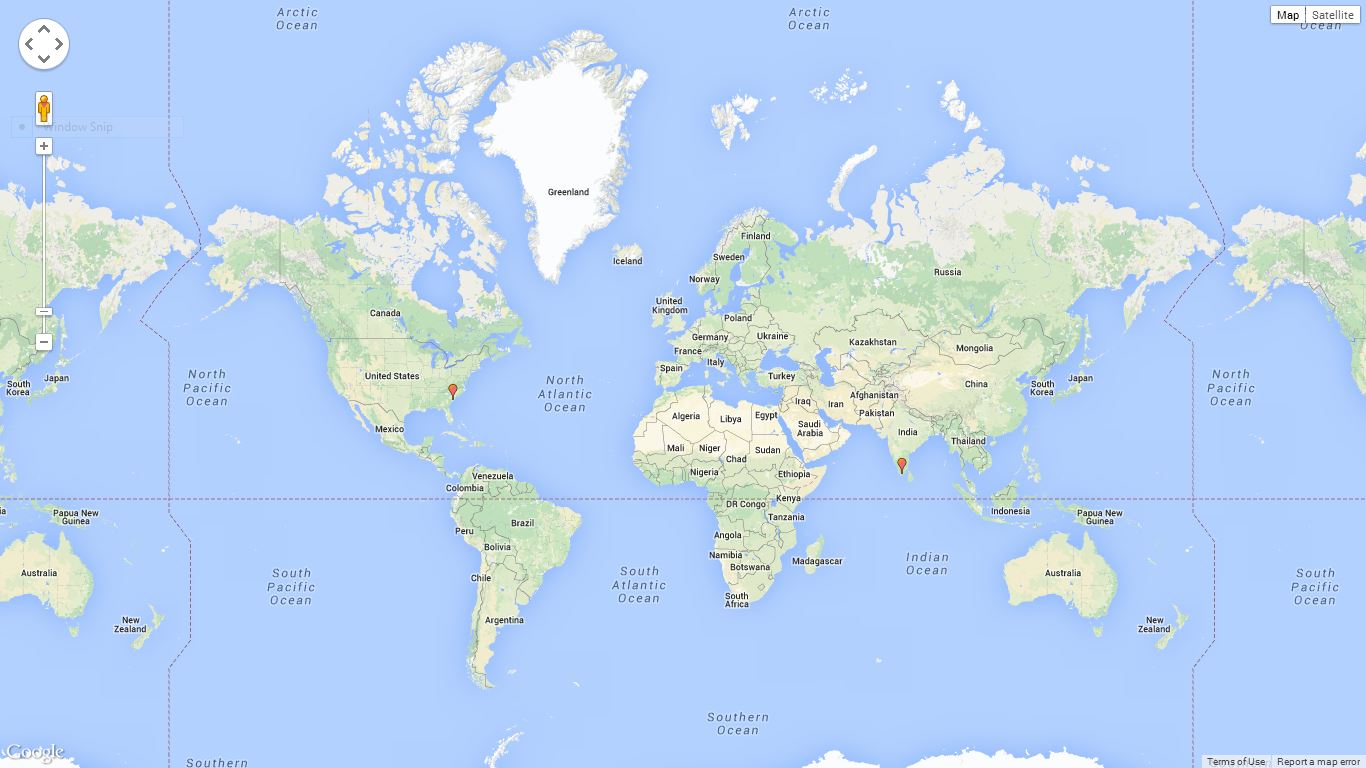 Arctic
Ocean
Arctic
Ocean
Map
Satellite
Ocean
Window Snip
Greenland
Iceland
Finland
Sweden
Norway
Russia
United
Kingdom
Canada
Poland
Germany
Ukraine
Kazakhstan
France
Mongolia
Italy
Spain
Turkey
United States
South
Korea
Japan
North
Pacific
Ocean
North
Atlantic
Ocean
China
South
Korea
Japan
North
Pacific
Ocean
Afghanistan
Iraq
Iran
Pakistan
Algeria
Libya
Egypt
Saudi
Arabia
Mexico
India
Thailand
Mali
Niger
Chad
Sudan
Nigeria
Ethiopia
Venezuela
Colombia
Kenya
DR Congo
Indonesia
ia
Papua New
Guinea
Papua New
Guinea
Brazil
Peru
Tanzania
Angola
Bolivia
Namibia
Botswana
Madagascar
Indian
Ocean
Australia
Australia
South
Pacific
Ocean
Chile
South
Atlantic
Ocean
South
Pacific
Ocean
South
Africa
Argentina
New
Zealand
New
Zealand
Southern
Ocean
Google
Southern
Terms of Use
Report a map error